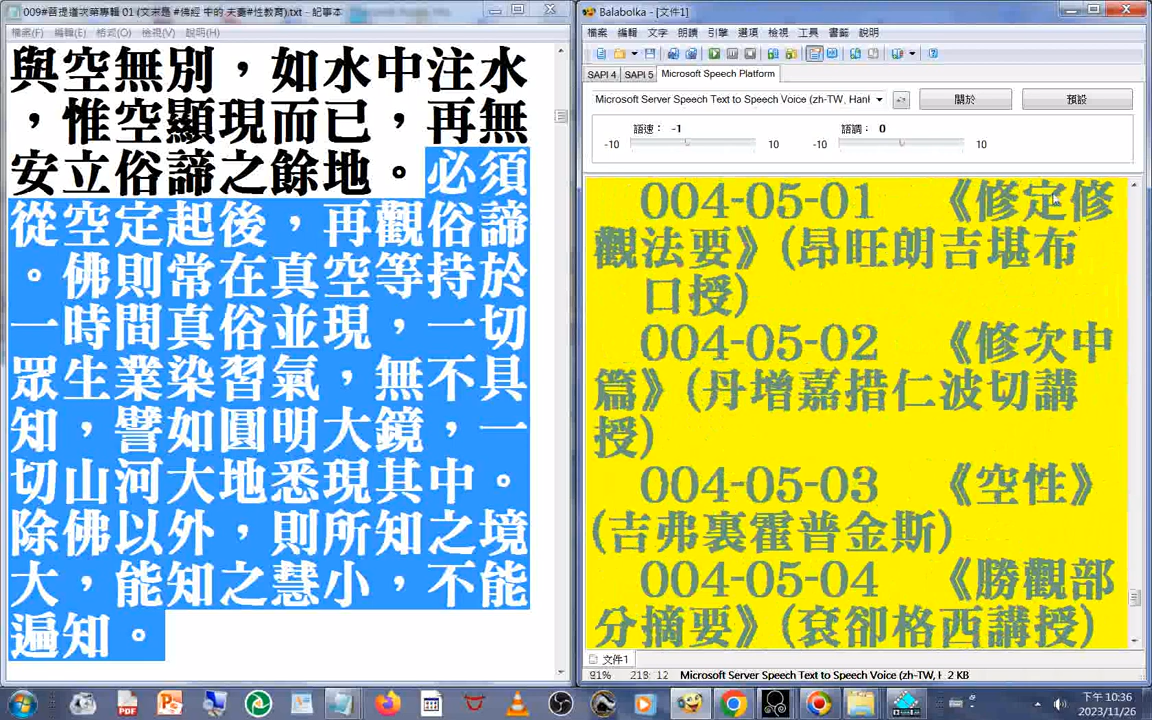 009#菩提道次第專輯 01 (文末是 #佛經 中的 夫妻#性教育).txt - 記事本
檔案(F) 編輯(E) 格式(O) 檢視(V) 說明(H)
與空無別，如水中注水
，惟空顯現而已，再無
安立俗諦之餘地。必須
從空定起後，再觀俗諦
。佛則常在真空等持於
一時間真俗並現，一切
眾生業染習氣，無不具
知，譬如圓明大鏡，一
切山河大地悉現其中。
除佛以外，則所知之境
大，能知之慧小，不能
遍知。
Balabolka - [文件1]
檔案 編輯 文字 朗讀 引擎 選項 檢視 工具 書籤 說明
SAPI 4 SAPI 5 Microsoft Speech Platform
Microsoft Server Speech Text to Speech Voice (zh-TW, Hanl
關於 預設
語速： -1 語調： 0
-10 10 -10 10
004-05-01 《修定修
觀法要》(昂旺朗吉堪布
口授)
004-05-02 《修次中
篇》(丹增嘉措仁波切講
授)
004-05-03 《空性》
(吉弗裏霍普金斯)
004-05-04 《勝觀部
分摘要》(袞卻格西講授)
文件1
91% 218: 12 Microsoft Server Speech Text to Speech Voice (zh-TW, H 2 KB
下午 10:36
2023/11/26